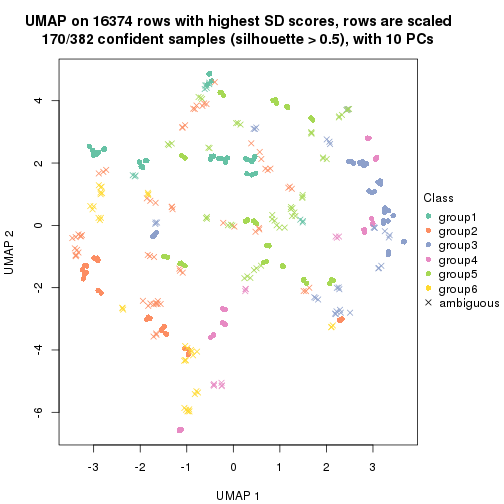 UMAP on 16374 rows with highest SD scores, rows are scaled
170/382 confident samples (silhouette > 0.5), with 10 PCs
4
2
0
-2
-4
-6
UMAP 2
-3
-2
-1
0
1
2
3
UMAP 1
Class
group1
group2
group3
group4
group5
group6
ambiguous